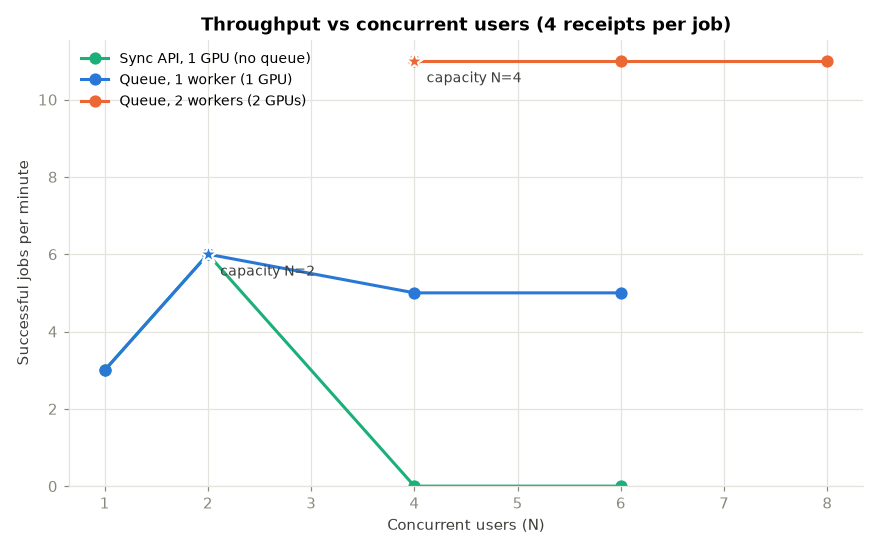 Throughput vs concurrent users (4 receipts per job)
Sync API, 1 GPU (no queue)
Queue, 1 worker (1 GPU)
Queue, 2 workers (2 GPUs)
capacity N=4
capacity N=2
Successful jobs per minute
10
8
6
4
2
0
1 2 3 4 5 6 7 8
Concurrent users (N)